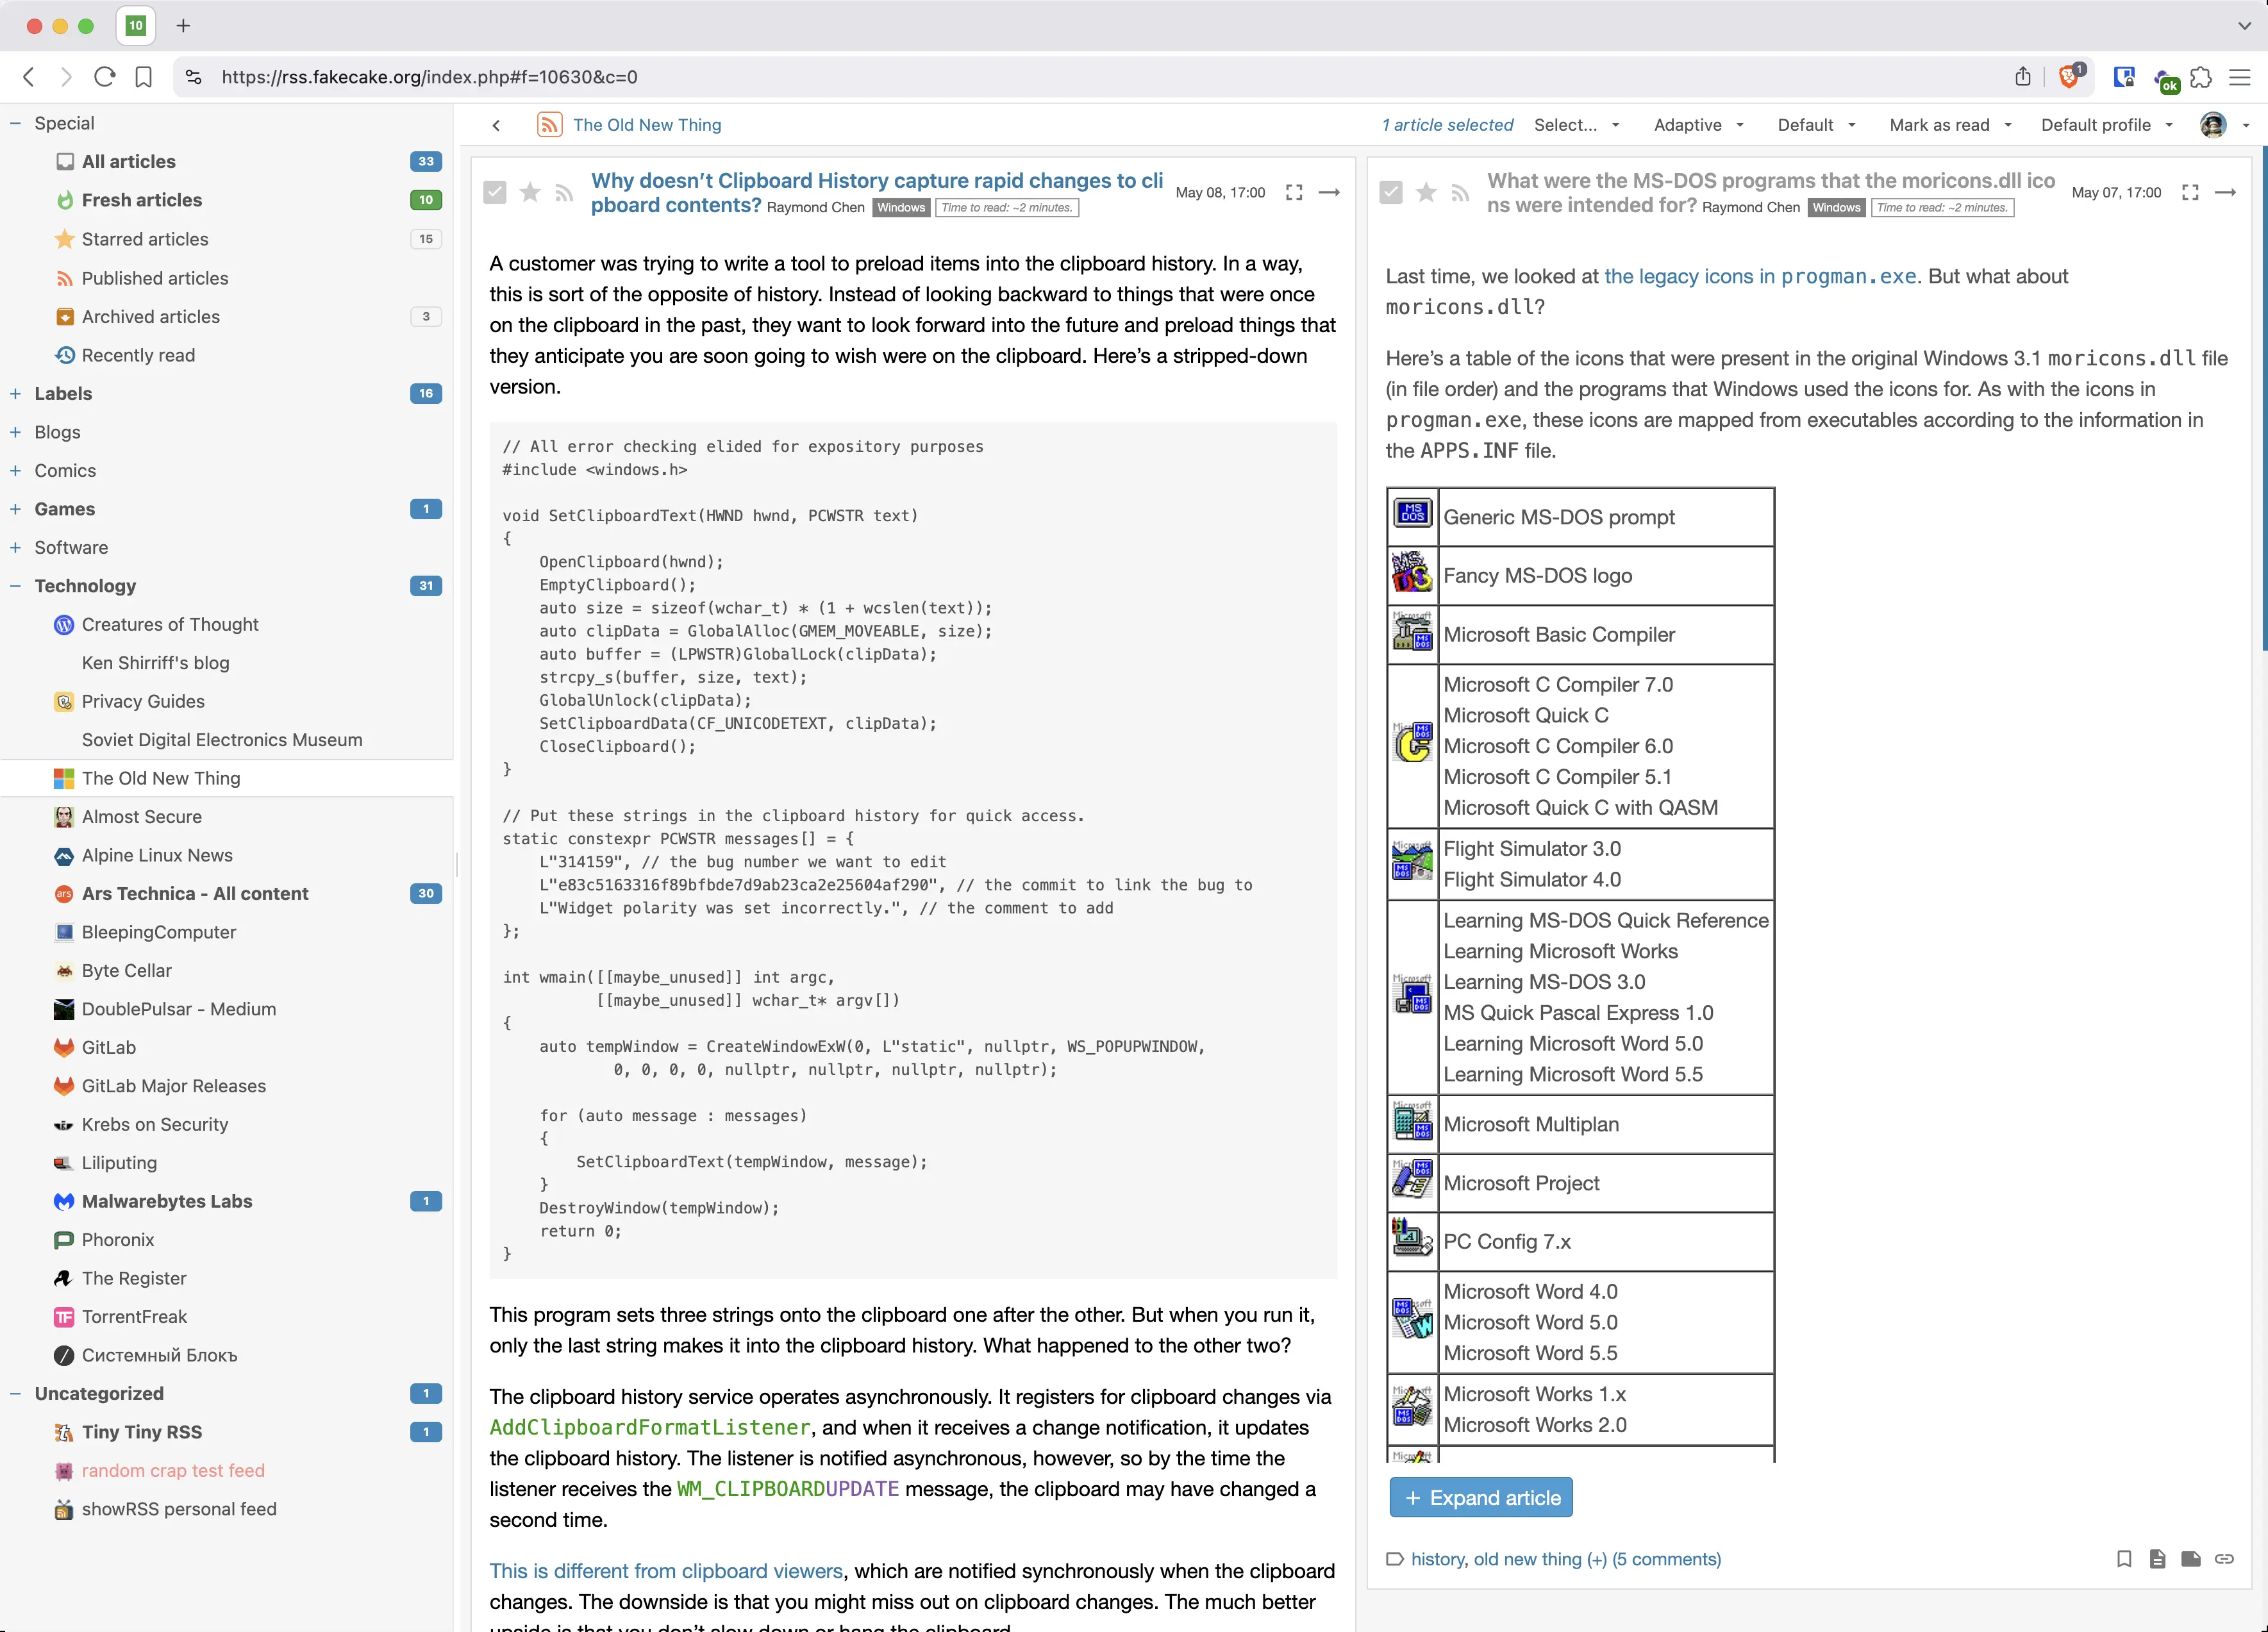 10
https://rss.fakecake.org/index.php#f=10630&c=0
1
ok
Special
All articles 33
Fresh articles 10
Starred articles 15
Published articles
Archived articles 3
Recently read
Labels 16
Blogs
Comics
Games 1
Software
Technology 31
Creatures of Thought
Ken Shirriff's blog
Privacy Guides
Soviet Digital Electronics Museum
The Old New Thing
Almost Secure
Alpine Linux News
ars Ars Technica - All content 30
BleepingComputer
Byte Cellar
DoublePulsar - Medium
GitLab
GitLab Major Releases
Krebs on Security
Liliputing
Malwarebytes Labs 1
Phoronix
The Register
TF TorrentFreak
Системный Блокъ
Uncategorized 1
Tiny Tiny RSS 1
random crap test feed
showRSS personal feed
The Old New Thing
1 article selected Select... Adaptive Default Mark as read Default profile
Why doesn’t Clipboard History capture rapid changes to cli
pboard contents? Raymond Chen Windows Time to read: ~2 minutes.
May 08, 17:00
A customer was trying to write a tool to preload items into the clipboard history. In a way,
this is sort of the opposite of history. Instead of looking backward to things that were once
on the clipboard in the past, they want to look forward into the future and preload things that
they anticipate you are soon going to wish were on the clipboard. Here’s a stripped-down
version.
// All error checking elided for expository purposes
#include <windows.h>
void SetClipboardText(HWND hwnd, PCWSTR text)
{
OpenClipboard(hwnd);
EmptyClipboard();
auto size = sizeof(wchar_t) * (1 + wcslen(text));
auto clipData = GlobalAlloc(GMEM_MOVEABLE, size);
auto buffer = (LPWSTR)GlobalLock(clipData);
strcpy_s(buffer, size, text);
GlobalUnlock(clipData);
SetClipboardData(CF_UNICODETEXT, clipData);
CloseClipboard();
}
// Put these strings in the clipboard history for quick access.
static constexpr PCWSTR messages[] = {
L"314159", // the bug number we want to edit
L"e83c5163316f89bfbde7d9ab23ca2e25604af290", // the commit to link the bug to
L"Widget polarity was set incorrectly.", // the comment to add
};
int wmain([[maybe_unused]] int argc,
[[maybe_unused]] wchar_t* argv[])
{
auto tempWindow = CreateWindowExW(0, L"static", nullptr, WS_POPUPWINDOW,
0, 0, 0, 0, nullptr, nullptr, nullptr, nullptr);
for (auto message : messages)
{
SetClipboardText(tempWindow, message);
}
DestroyWindow(tempWindow);
return 0;
}
This program sets three strings onto the clipboard one after the other. But when you run it,
only the last string makes it into the clipboard history. What happened to the other two?
The clipboard history service operates asynchronously. It registers for clipboard changes via
AddClipboardFormatListener, and when it receives a change notification, it updates
the clipboard history. The listener is notified asynchronous, however, so by the time the
listener receives the WM_CLIPBOARDUPDATE message, the clipboard may have changed a
second time.
This is different from clipboard viewers, which are notified synchronously when the clipboard
changes. The downside is that you might miss out on clipboard changes. The much better
upside is that you don’t slow down or hang the clipboard.
What were the MS-DOS programs that the moricons.dll ico
ns were intended for? Raymond Chen Windows Time to read: ~2 minutes.
May 07, 17:00
Last time, we looked at the legacy icons in progman.exe. But what about
moricons.dll?
Here’s a table of the icons that were present in the original Windows 3.1 moricons.dll file
(in file order) and the programs that Windows used the icons for. As with the icons in
progman.exe, these icons are mapped from executables according to the information in
the APPS.INF file.
MS DOS Generic MS-DOS prompt
Fancy MS-DOS logo
Microsoft Basic Compiler
Microsoft C Compiler 7.0
Microsoft Quick C
Microsoft C Compiler 6.0
Microsoft C Compiler 5.1
Microsoft Quick C with QASM
Flight Simulator 3.0
Flight Simulator 4.0
Learning MS-DOS Quick Reference
Learning Microsoft Works
Learning MS-DOS 3.0
MS Quick Pascal Express 1.0
Learning Microsoft Word 5.0
Learning Microsoft Word 5.5
Microsoft Multiplan
Microsoft Project
PC Config 7.x
Microsoft Word 4.0
Microsoft Word 5.0
Microsoft Word 5.5
Microsoft Works 1.x
Microsoft Works 2.0
+ Expand article
history, old new thing (+) (5 comments)